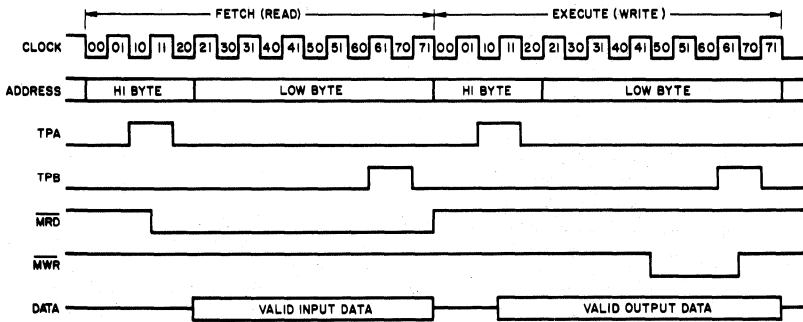 FETCH (READ) EXECUTE (WRITE)
CLOCK 00 01 10 11 20 21 30 31 40 41 50 51 60 61 70 71 00 01 10 11 20 21 30 31 40 41 50 51 60 61 70 71
ADDRESS HI BYTE LOW BYTE HI BYTE LOW BYTE
TPA
TPB
MRD
MWR
DATA VALID INPUT DATA VALID OUTPUT DATA